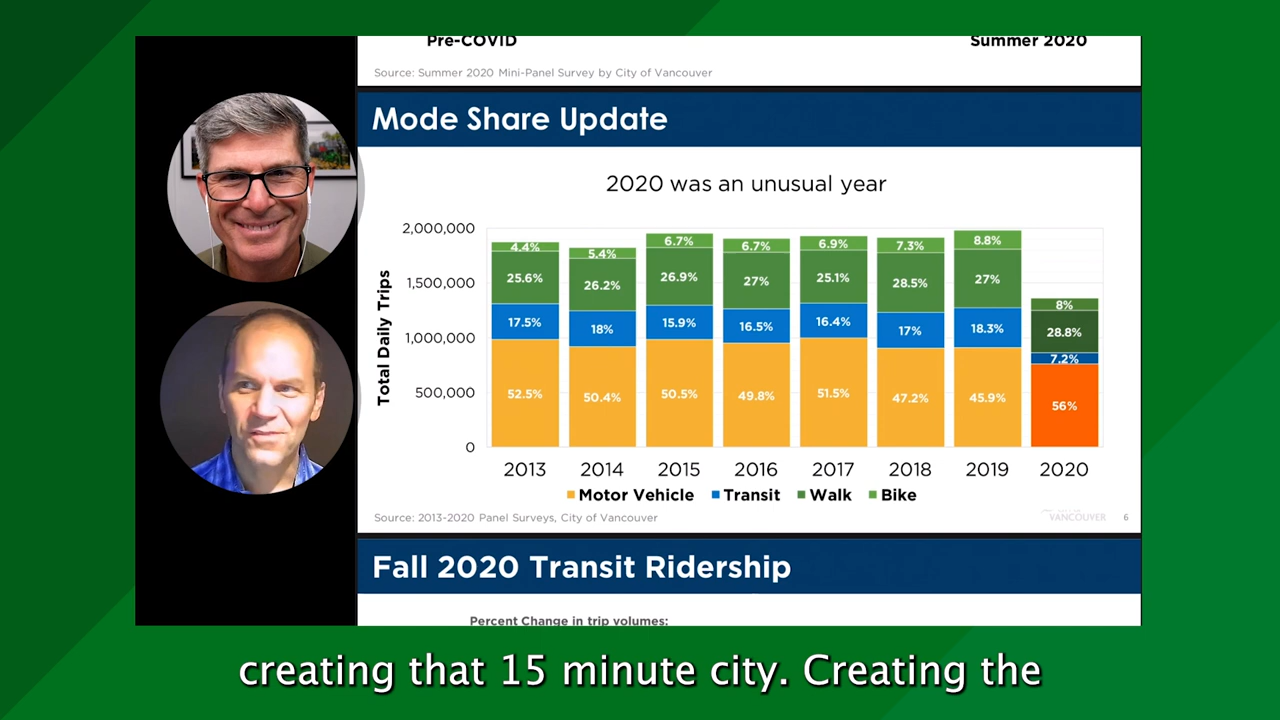 Pre-COVID Summer 2020
Source: Summer 2020 Mini-Panel Survey by City of Vancouver
Mode Share Update
2020 was an unusual year
2,000,000
1,500,000
1,000,000
500,000
0
Total Daily Trips
4.4% 5.4% 6.7% 6.7% 6.9% 7.3% 8.8% 8%
25.6% 26.2% 26.9% 27% 25.1% 28.5% 27% 28.8%
17.5% 18% 15.9% 16.5% 16.4% 17% 18.3% 7.2%
52.5% 50.4% 50.5% 49.8% 51.5% 47.2% 45.9% 56%
2013 2014 2015 2016 2017 2018 2019 2020
Motor Vehicle Transit Walk Bike
Source: 2013-2020 Panel Surveys, City of Vancouver
VANCOUVER 6
Fall 2020 Transit Ridership
Percent Change in trip volumes:
creating that 15 minute city. Creating the